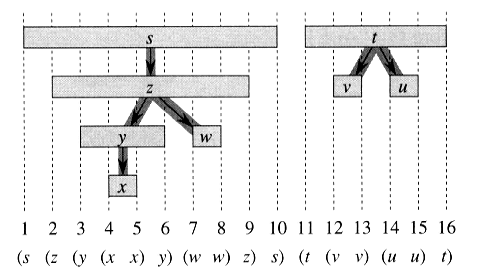 s t
z v u
y w
x
1 2 3 4 5 6 7 8 9 10 11 12 13 14 15 16
(s (z (y (x x) y) (w w) z) s) (t (v v) (u u) t)